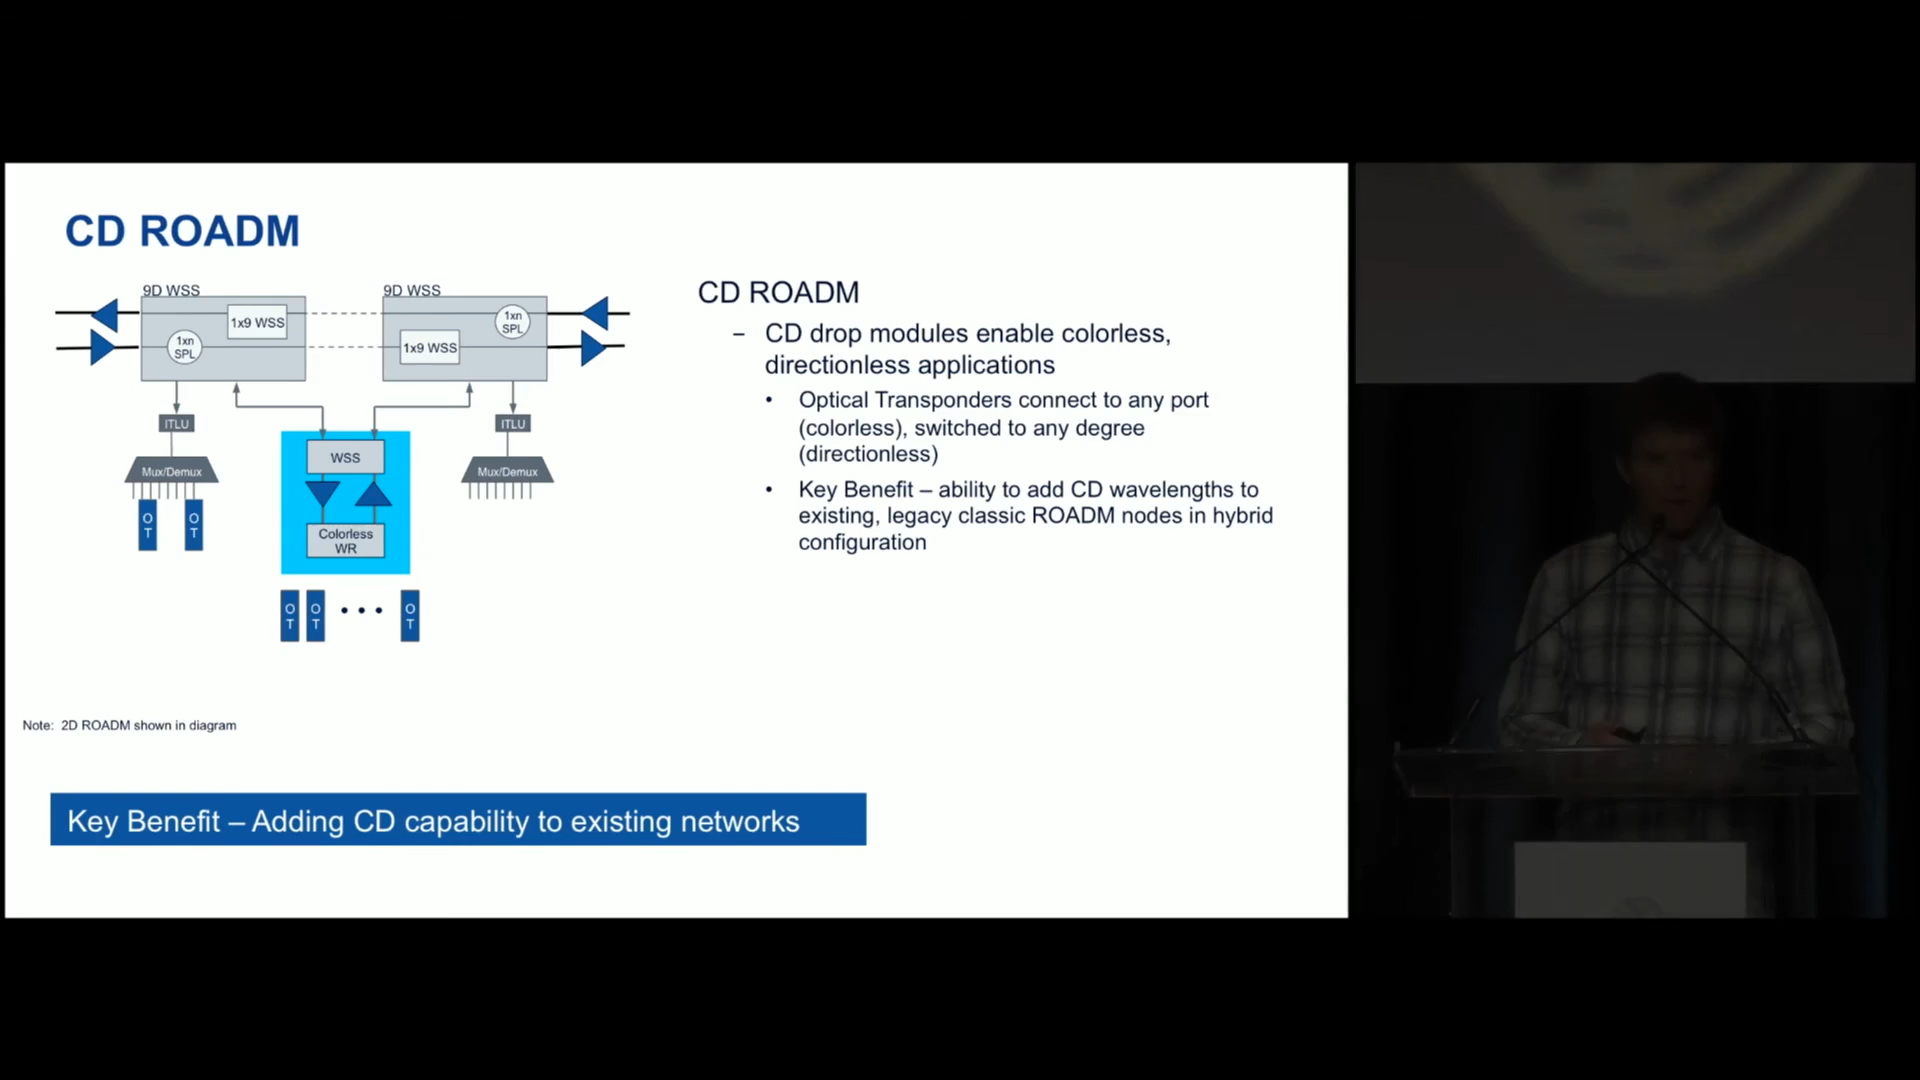 CD ROADM
9D WSS
9D WSS
1x9 WSS
1xn
SPL
1xn
SPL
1x9 WSS
ITLU
ITLU
Mux/Demux
Mux/Demux
WSS
O
T
O
T
Colorless
WR
O
T
O
T
• • •
O
T
Note: 2D ROADM shown in diagram
CD ROADM
– CD drop modules enable colorless,
directionless applications
• Optical Transponders connect to any port
(colorless), switched to any degree
(directionless)
• Key Benefit – ability to add CD wavelengths to
existing, legacy classic ROADM nodes in hybrid
configuration
Key Benefit – Adding CD capability to existing networks